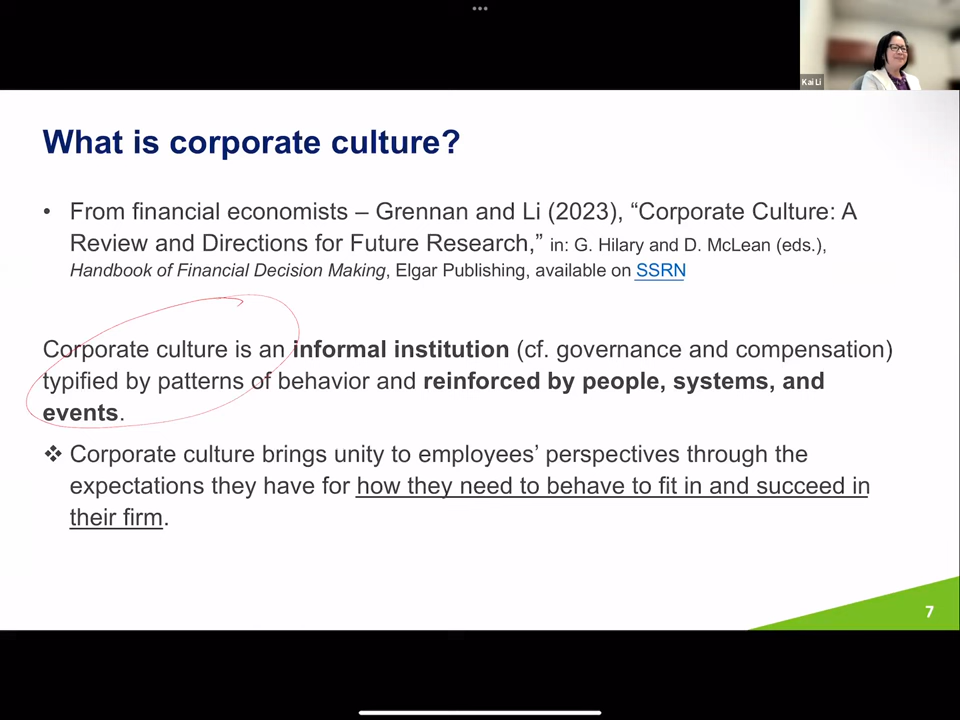 Kai Li
What is corporate culture?
• From financial economists – Grennan and Li (2023), “Corporate Culture: A
Review and Directions for Future Research,” in: G. Hilary and D. McLean (eds.),
Handbook of Financial Decision Making, Elgar Publishing, available on SSRN
Corporate culture is an informal institution (cf. governance and compensation)
typified by patterns of behavior and reinforced by people, systems, and
events.
❖ Corporate culture brings unity to employees’ perspectives through the
expectations they have for how they need to behave to fit in and succeed in
their firm.
7